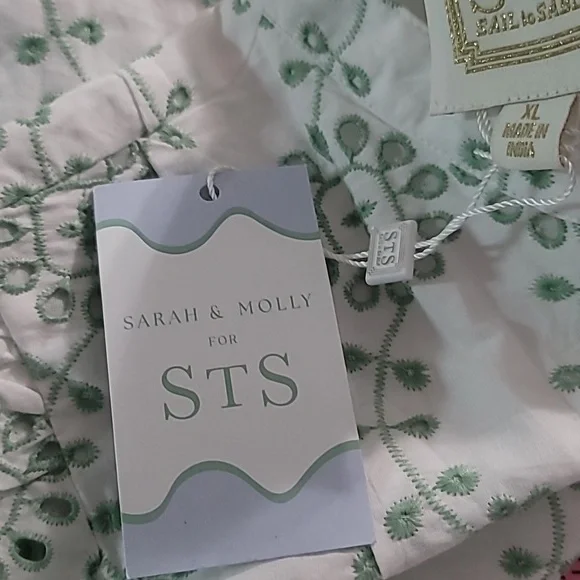 SAIL to SABLE
XL
MADE IN
INDIA
STS
SARAH & MOLLY
FOR
STS